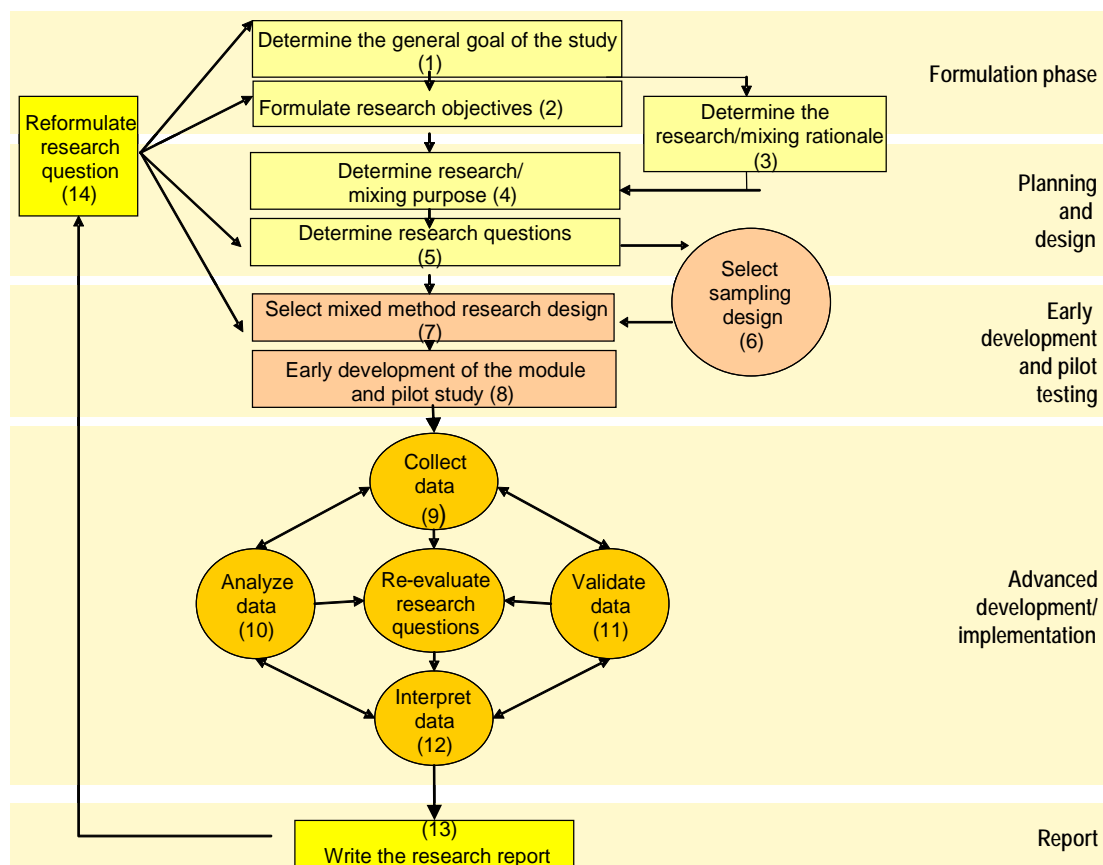 Determine the general goal of the study
(1)
Formulate research objectives (2)
Determine the
research/mixing rationale
(3)
Formulation phase
Reformulate
research
question
(14)
Determine research/
mixing purpose (4)
Determine research questions
(5)
Planning
and
design
Select
sampling
design
(6)
Select mixed method research design
(7)
Early development of the module
and pilot study (8)
Early
development
and pilot
testing
Collect
data
(9)
Analyze
data
(10)
Re-evaluate
research
questions
Validate
data
(11)
Interpret
data
(12)
Advanced
development/
implementation
(13)
Write the research report
Report